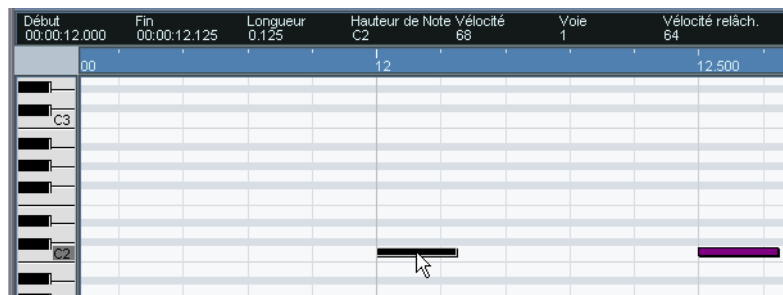 Début Fin Longueur Hauteur de Note Vélocité Voie Vélocité relâch.
00:00:12.000 00:00:12.125 0.125 C2 68 1 64
00 12 12.500
C3
C2